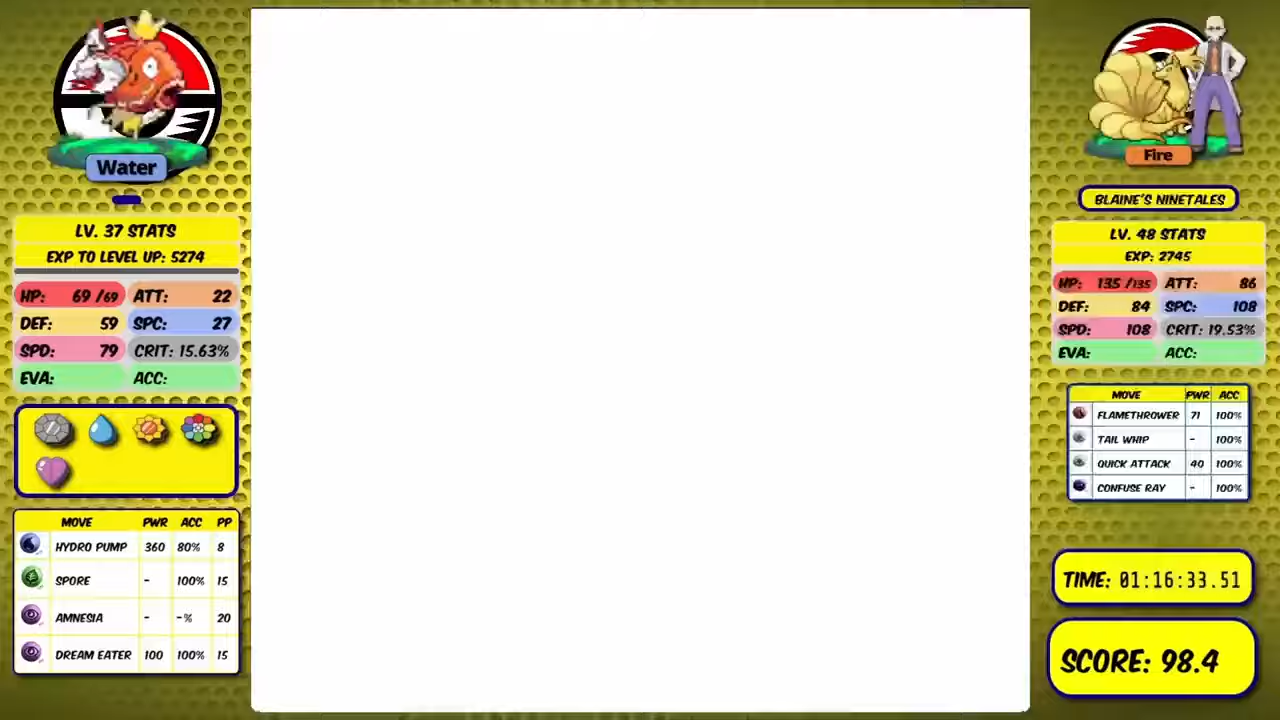 Water
LV. 37 STATS
EXP TO LEVEL UP: 5274
HP: 69 /69 ATT: 22
DEF: 59 SPC: 27
SPD: 79 CRIT: 15.63%
EVA: ACC:
MOVE PWR ACC PP
HYDRO PUMP 360 80% 8
SPORE - 100% 15
AMNESIA - -% 20
DREAM EATER 100 100% 15
Fire
BLAINE'S NINETALES
LV. 48 STATS
EXP: 2745
HP: 135 /135 ATT: 86
DEF: 84 SPC: 108
SPD: 108 CRIT: 19.53%
EVA: ACC:
MOVE PWR ACC
FLAMETHROWER 71 100%
TAIL WHIP - 100%
QUICK ATTACK 40 100%
CONFUSE RAY - 100%
TIME: 01:16:33.51
SCORE: 98.4